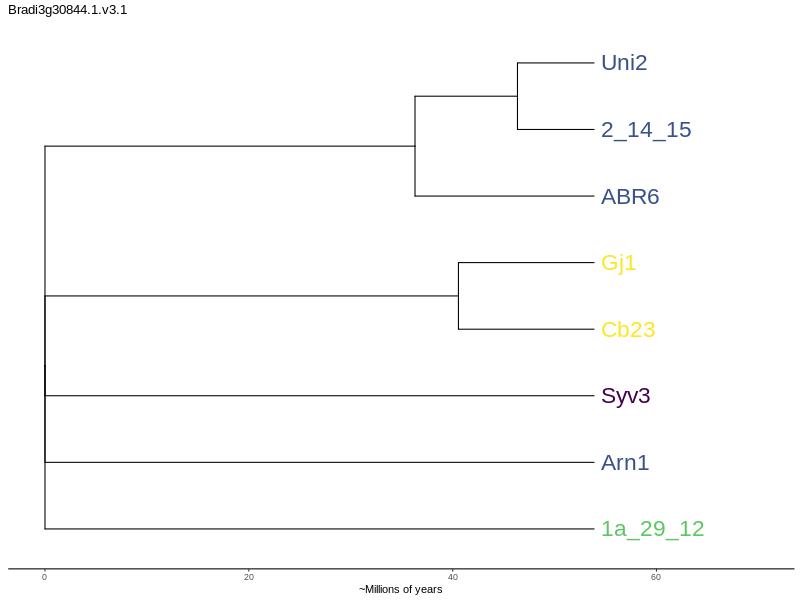 Bradi3g30844.1.v3.1
Uni2
2_14_15
ABR6
Gj1
Cb23
Syv3
Arn1
1a_29_12
0 20 40 60
~Millions of years